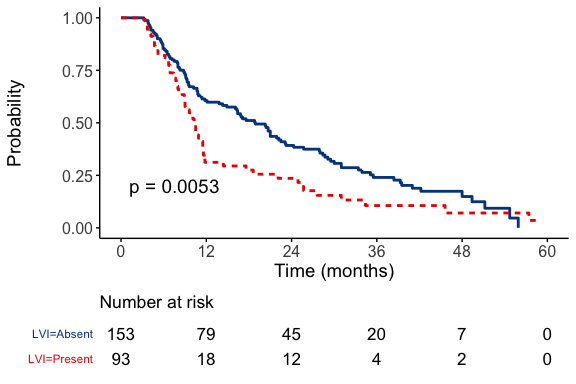 1.00
0.75
0.50
0.25
0.00
Probability
p = 0.0053
0 12 24 36 48 60
Time (months)
Number at risk
LVI=Absent 153 79 45 20 7 0
LVI=Present 93 18 12 4 2 0